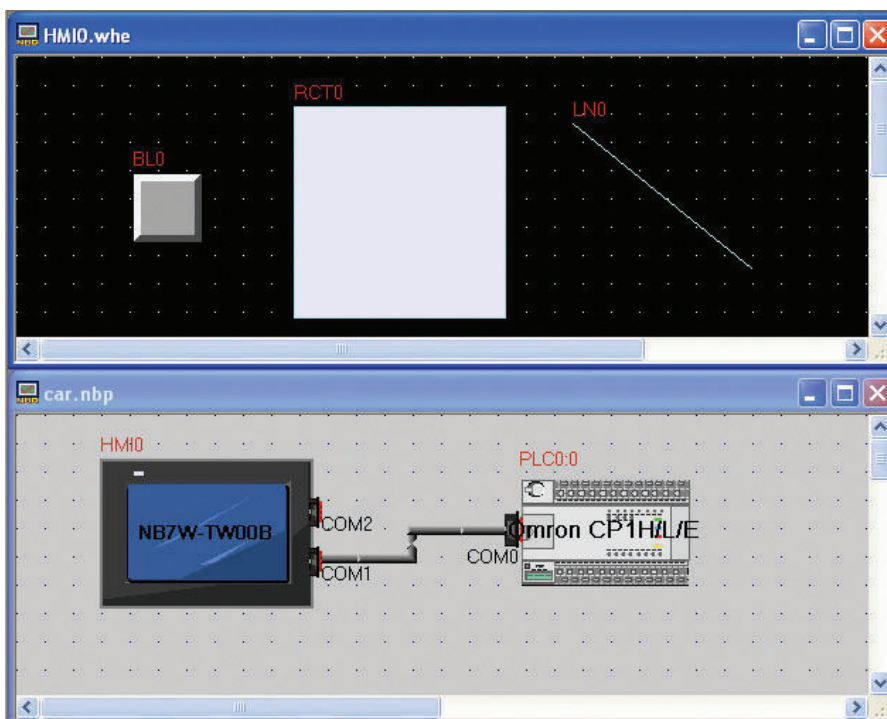 HMI0.whe
RCT0
LN0
BL0
car.nbp
HMI0
PLC0:0
NB7W-TW00B
COM2
Omron CP1H/L/E
COM0
COM1